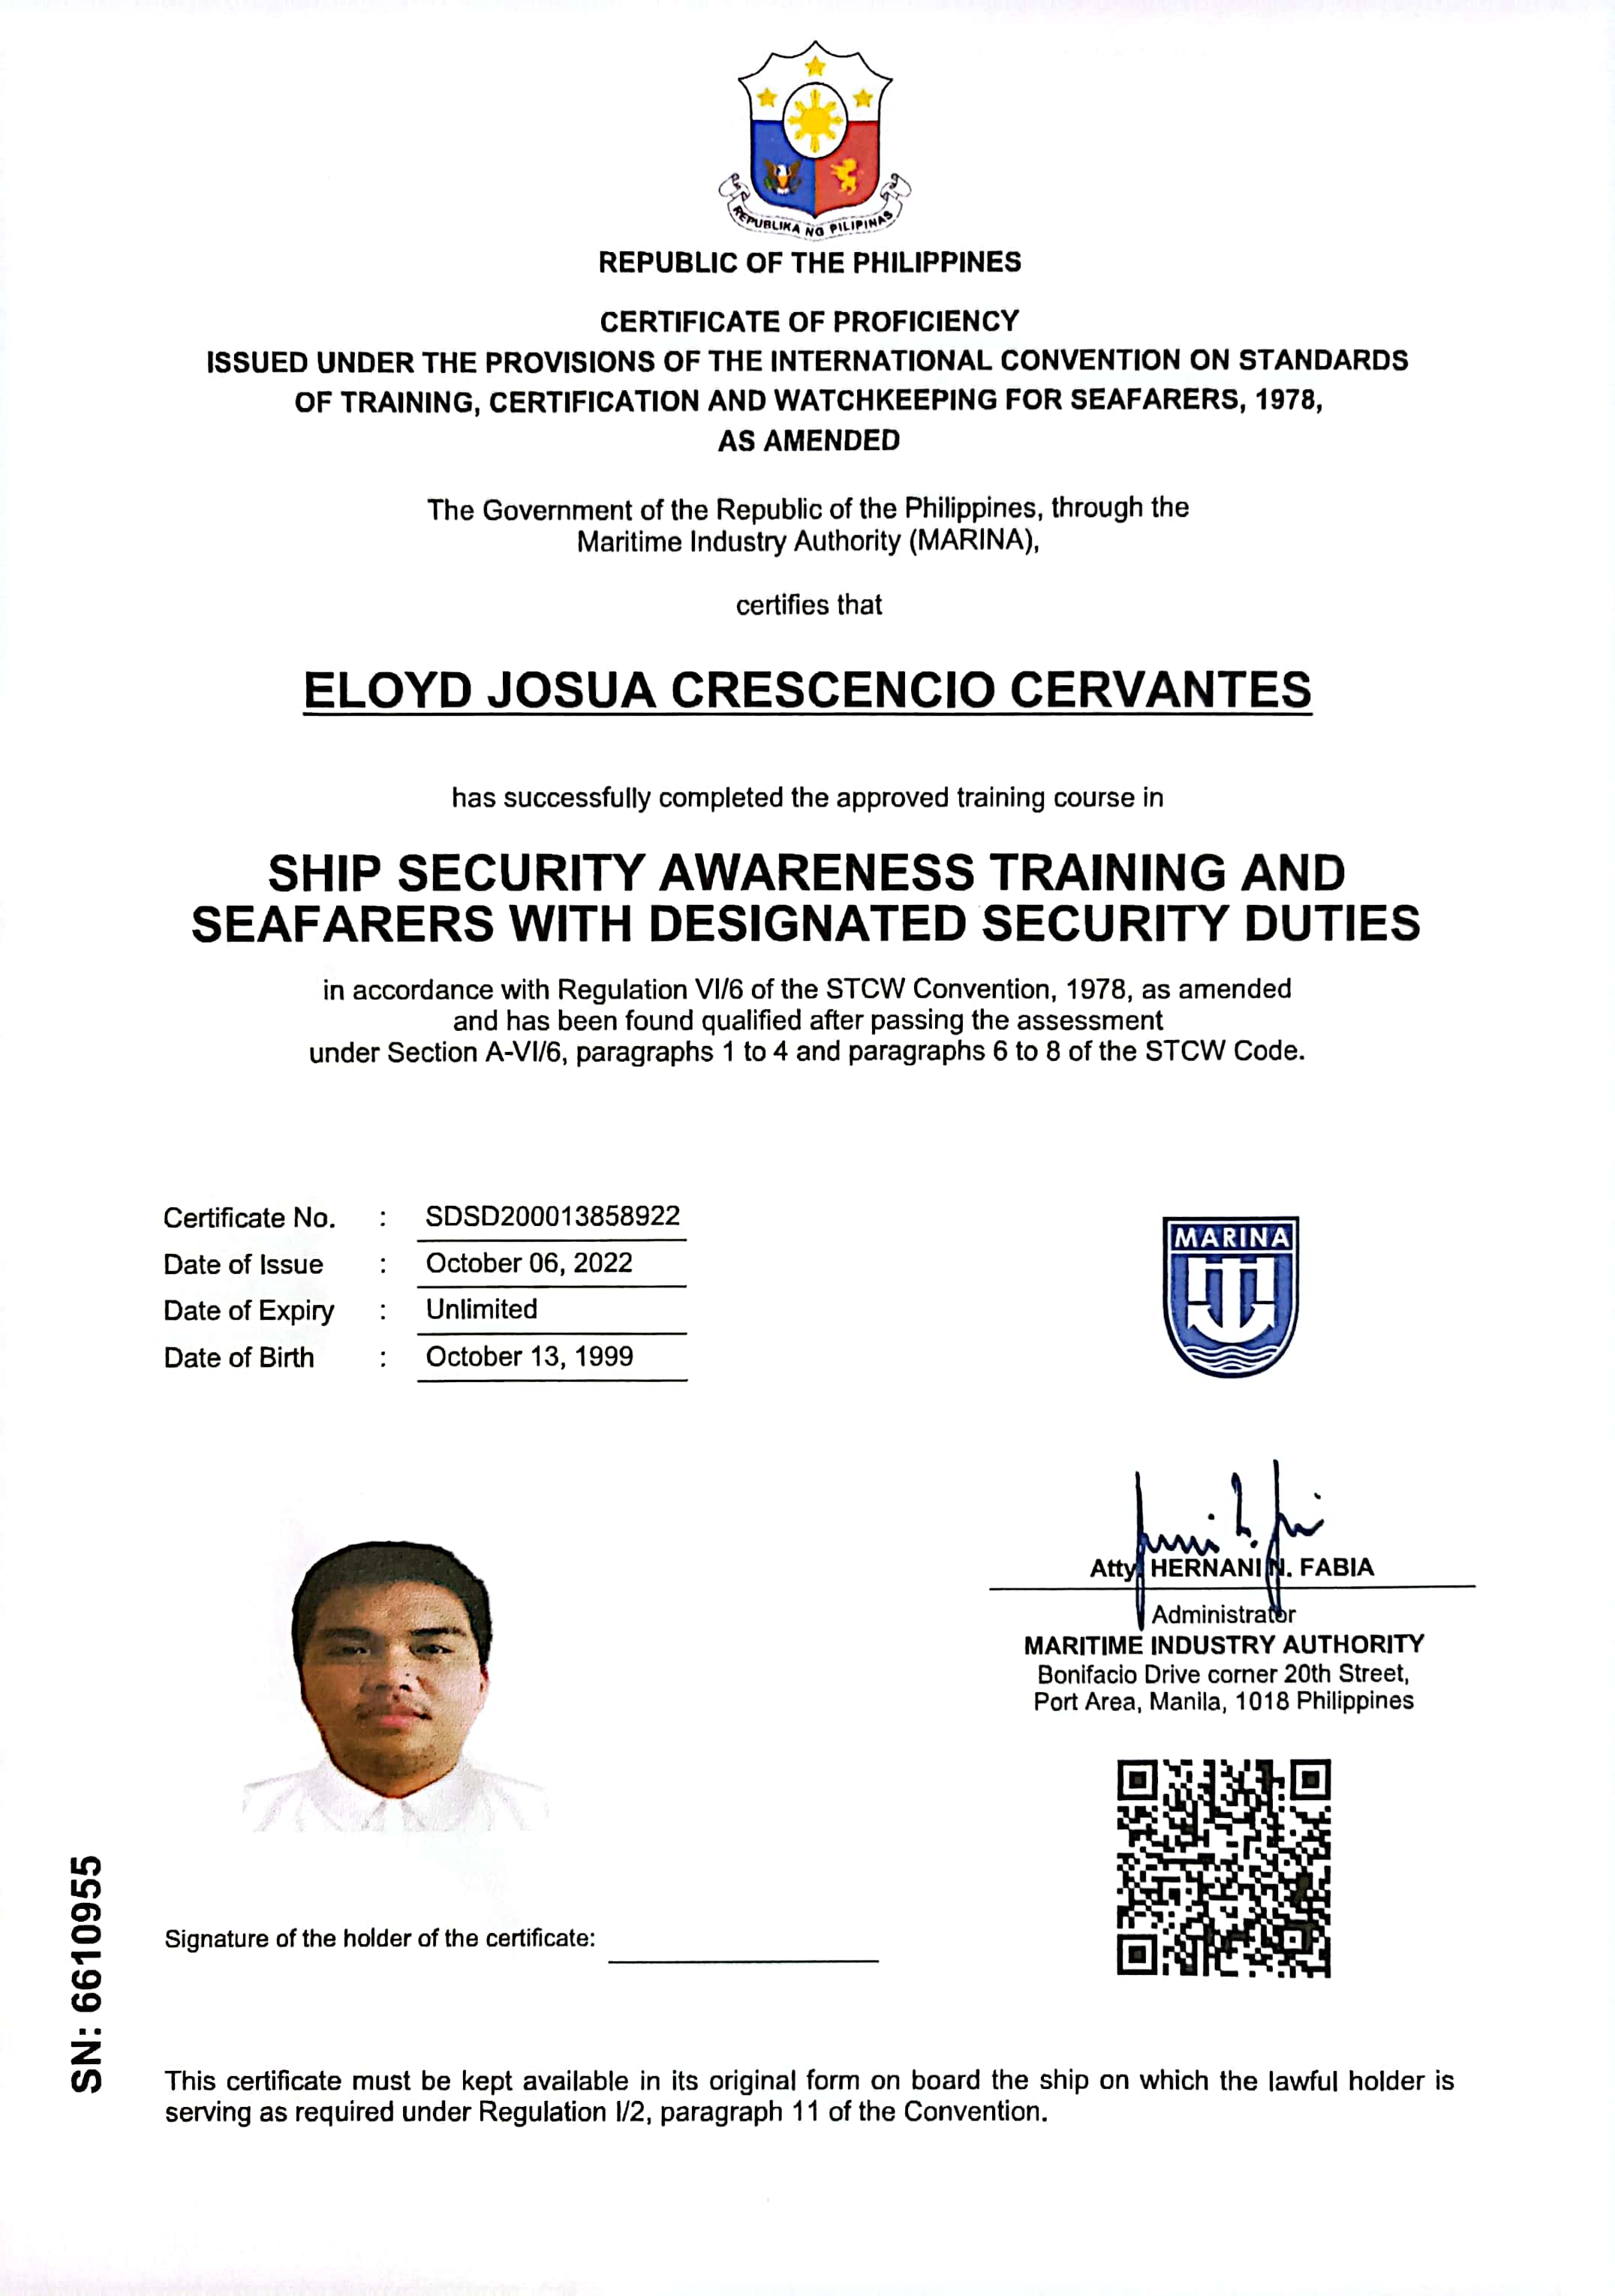 REPUBLIKA NG PILIPINAS
REPUBLIC OF THE PHILIPPINES
CERTIFICATE OF PROFICIENCY
ISSUED UNDER THE PROVISIONS OF THE INTERNATIONAL CONVENTION ON STANDARDS
OF TRAINING, CERTIFICATION AND WATCHKEEPING FOR SEAFARERS, 1978,
AS AMENDED
The Government of the Republic of the Philippines, through the
Maritime Industry Authority (MARINA),
certifies that
ELOYD JOSUA CRESCENCIO CERVANTES
has successfully completed the approved training course in
SHIP SECURITY AWARENESS TRAINING AND
SEAFARERS WITH DESIGNATED SECURITY DUTIES
in accordance with Regulation VI/6 of the STCW Convention, 1978, as amended
and has been found qualified after passing the assessment
under Section A-VI/6, paragraphs 1 to 4 and paragraphs 6 to 8 of the STCW Code.
Certificate No. : SDSD200013858922
Date of Issue : October 06, 2022
Date of Expiry : Unlimited
Date of Birth : October 13, 1999
MARINA
Atty. HERNANI N. FABIA
Administrator
MARITIME INDUSTRY AUTHORITY
Bonifacio Drive corner 20th Street,
Port Area, Manila, 1018 Philippines
Signature of the holder of the certificate:
SN: 6610955
This certificate must be kept available in its original form on board the ship on which the lawful holder is
serving as required under Regulation I/2, paragraph 11 of the Convention.